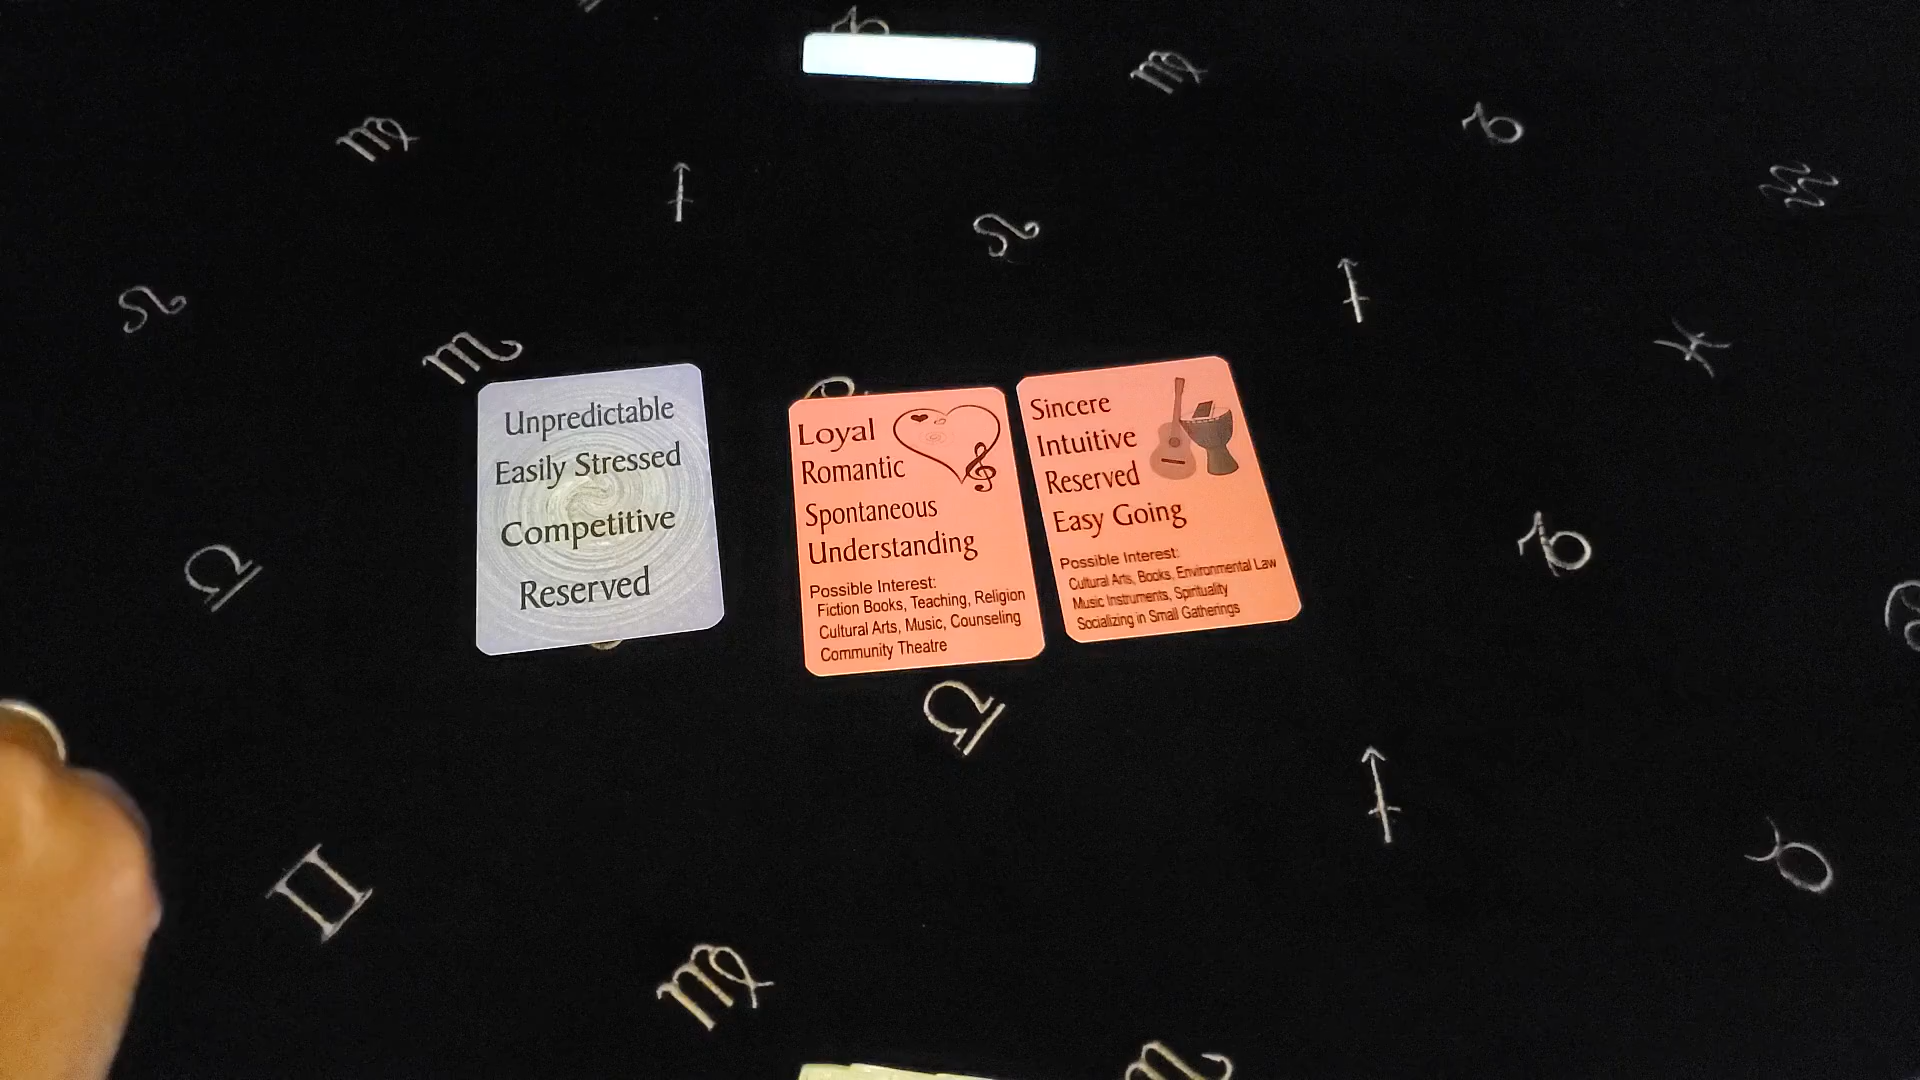 Unpredictable
Easily Stressed
Competitive
Reserved
Loyal
Romantic
Spontaneous
Understanding
Possible Interest:
Fiction Books, Teaching, Religion
Cultural Arts, Music, Counseling
Community Theatre
Sincere
Intuitive
Reserved
Easy Going
Possible Interest:
Cultural Arts, Books, Environmental Law
Music Instruments, Spirituality
Socializing in Small Gatherings